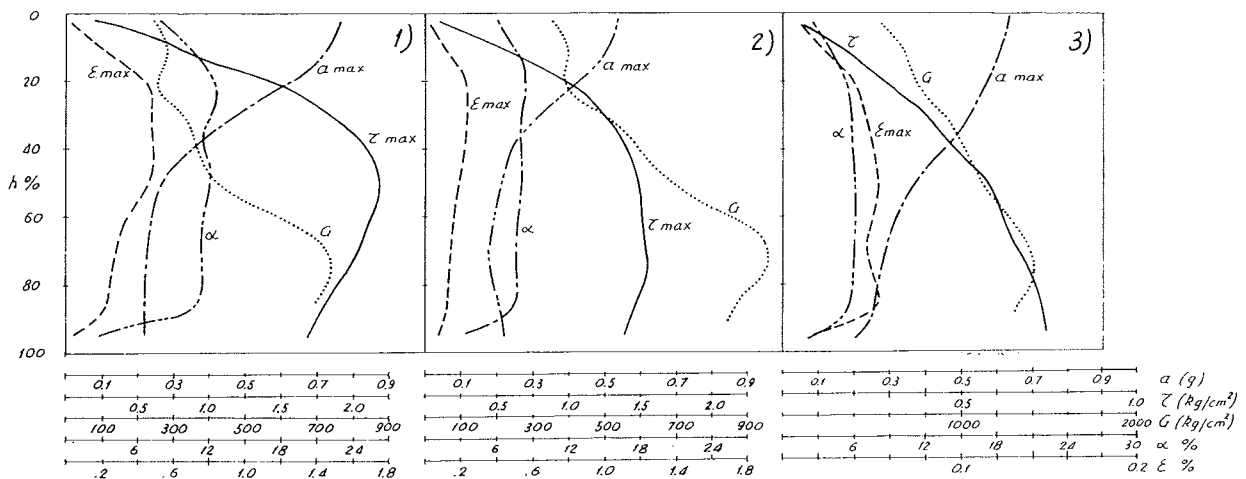 0
20
40
h %
60
80
100
1)
ε max
a max
τ max
α
G
2)
a max
ε max
G
τ max
α
3)
τ
G
a max
α
ε max
0.1 0.3 0.5 0.7 0.9 0.1 0.3 0.5 0.7 0.9 0.1 0.3 0.5 0.7 0.9 a (g)
0.5 1.0 1.5 2.0 0.5 1.0 1.5 2.0 0.5 1.0 τ (kg/cm²)
100 300 500 700 900 100 300 500 700 900 1000 2000 G (kg/cm²)
6 12 18 24 6 12 18 24 6 12 18 24 30 α %
.2 .6 1.0 1.4 1.8 .2 .6 1.0 1.4 1.8 0.1 0.2 ε %